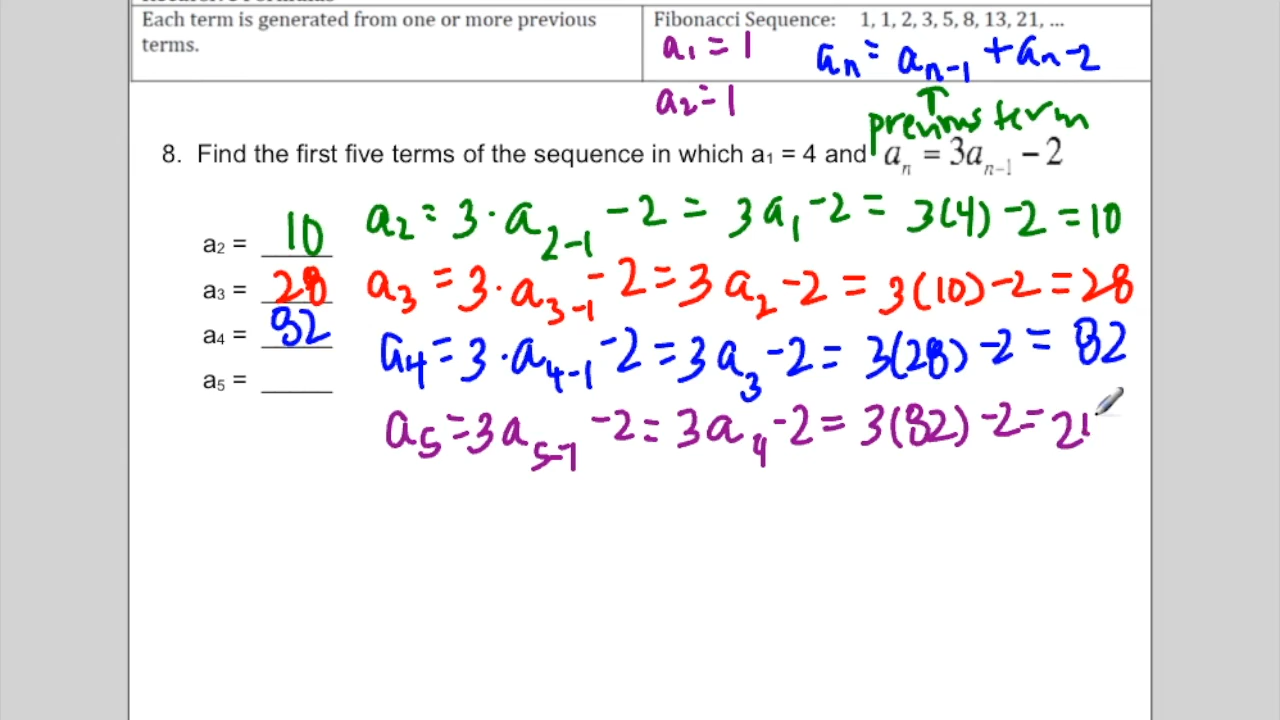 Each term is generated from one or more previous
terms.
Fibonacci Sequence: 1, 1, 2, 3, 5, 8, 13, 21, ...
a₁ = 1
a₂ = 1
aₙ = aₙ₋₁ + aₙ₋₂
previous term
8. Find the first five terms of the sequence in which a₁ = 4 and aₙ = 3aₙ₋₁ − 2
a₂ = 10
a₂ = 3 · a₂₋₁ − 2 = 3a₁ − 2 = 3(4) − 2 = 10
a₃ = 28
a₃ = 3 · a₃₋₁ − 2 = 3a₂ − 2 = 3(10) − 2 = 28
a₄ = 82
a₄ = 3 · a₄₋₁ − 2 = 3a₃ − 2 = 3(28) − 2 = 82
a₅ =
a₅ = 3a₅₋₁ − 2 = 3a₄ − 2 = 3(82) − 2 = 2